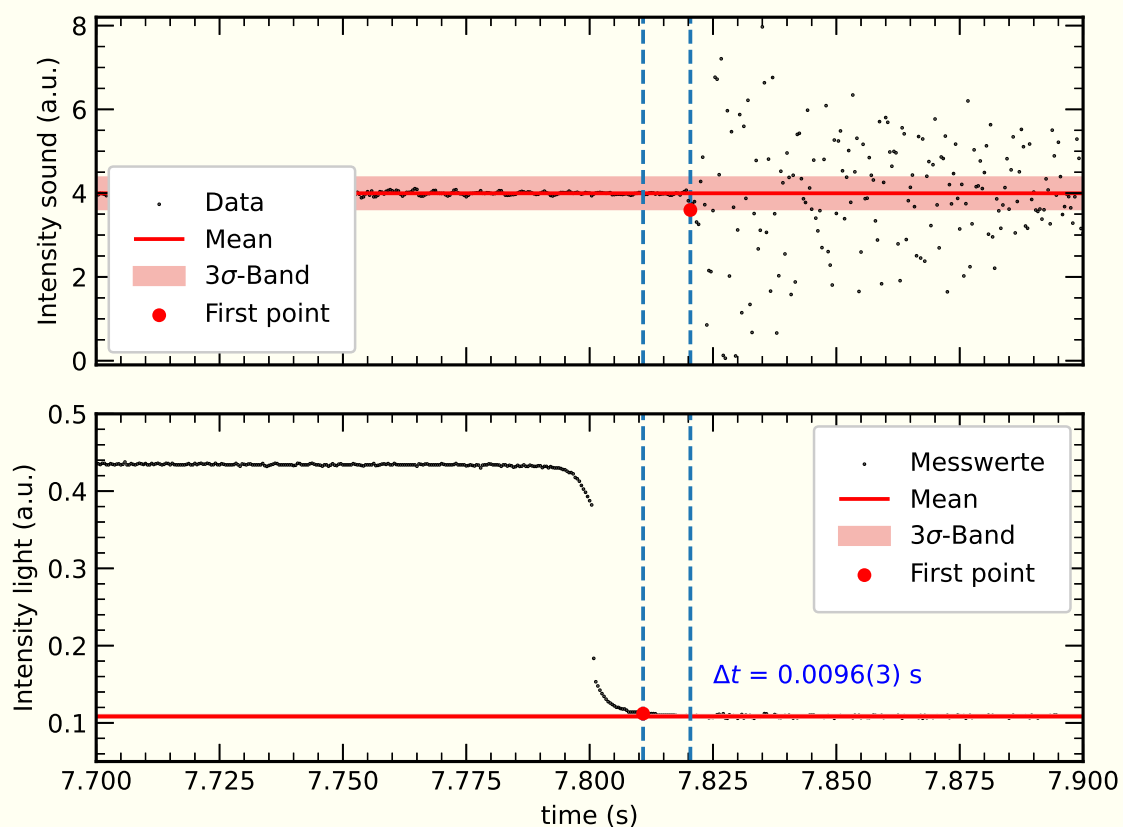 Intensity sound (a.u.)
8
6
4
2
0
Data
Mean
3σ-Band
First point
Intensity light (a.u.)
0.5
0.4
0.3
0.2
0.1
Messwerte
Mean
3σ-Band
First point
Δt = 0.0096(3) s
7.700 7.725 7.750 7.775 7.800 7.825 7.850 7.875 7.900
time (s)